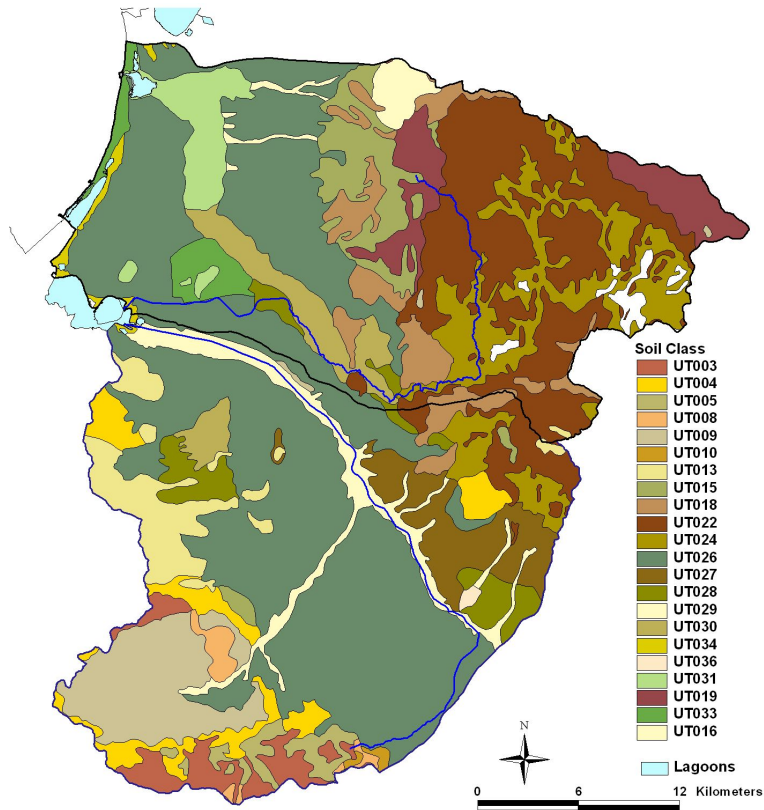 Soil Class
UT003
UT004
UT005
UT008
UT009
UT010
UT013
UT015
UT018
UT022
UT024
UT026
UT027
UT028
UT029
UT030
UT034
UT036
UT031
UT019
UT033
UT016
Lagoons
N
0 6 12 Kilometers